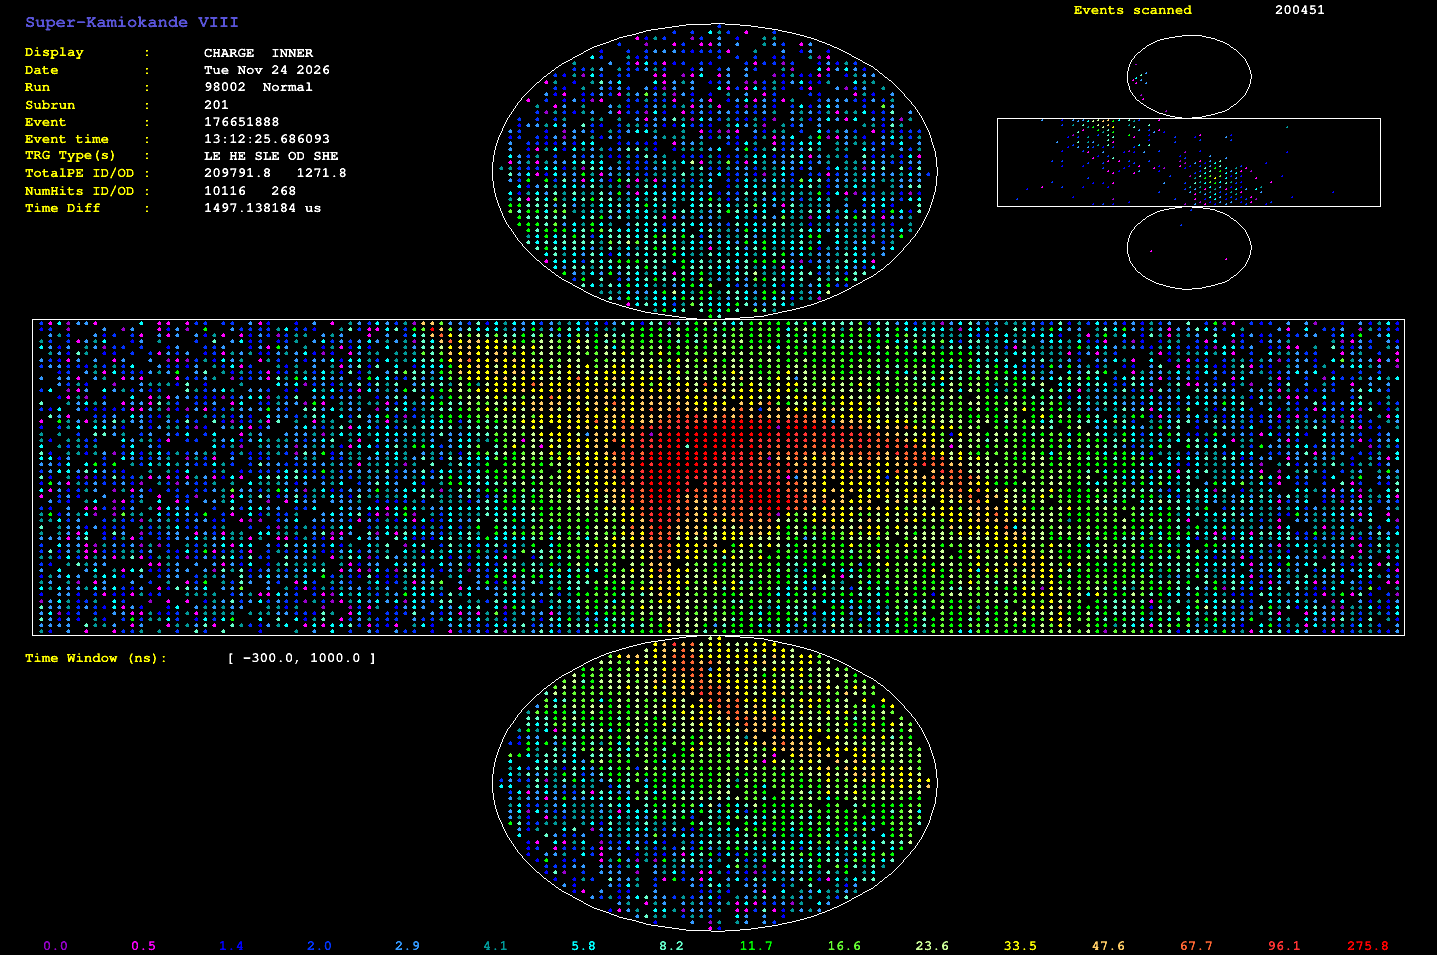 Super-Kamiokande VIII
Events scanned 200451
Display : CHARGE INNER
Date : Tue Nov 24 2026
Run : 98002 Normal
Subrun : 201
Event : 176651888
Event time : 13:12:25.686093
TRG Type(s) : LE HE SLE OD SHE
TotalPE ID/OD : 209791.8 1271.8
NumHits ID/OD : 10116 268
Time Diff : 1497.138184 us
Time Window (ns): [ -300.0, 1000.0 ]
0.0 0.5 1.4 2.0 2.9 4.1 5.8 8.2 11.7 16.6 23.6 33.5 47.6 67.7 96.1 275.8